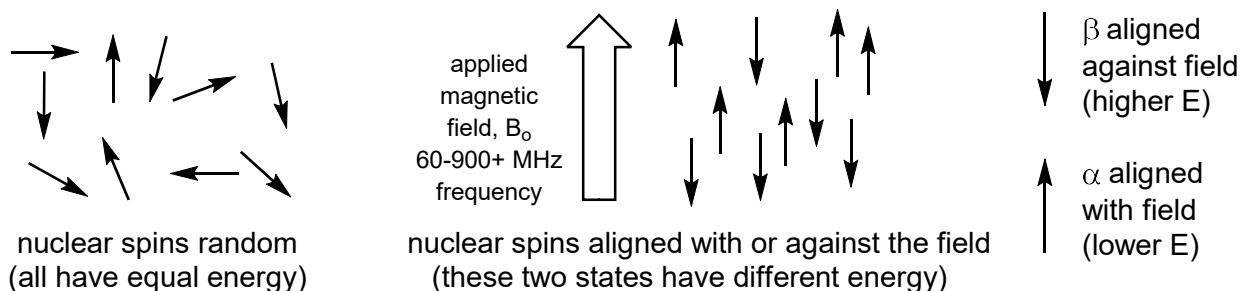 nuclear spins random
(all have equal energy)
applied
magnetic
field, Bₒ
60-900+ MHz
frequency
nuclear spins aligned with or against the field
(these two states have different energy)
β aligned
against field
(higher E)
α aligned
with field
(lower E)